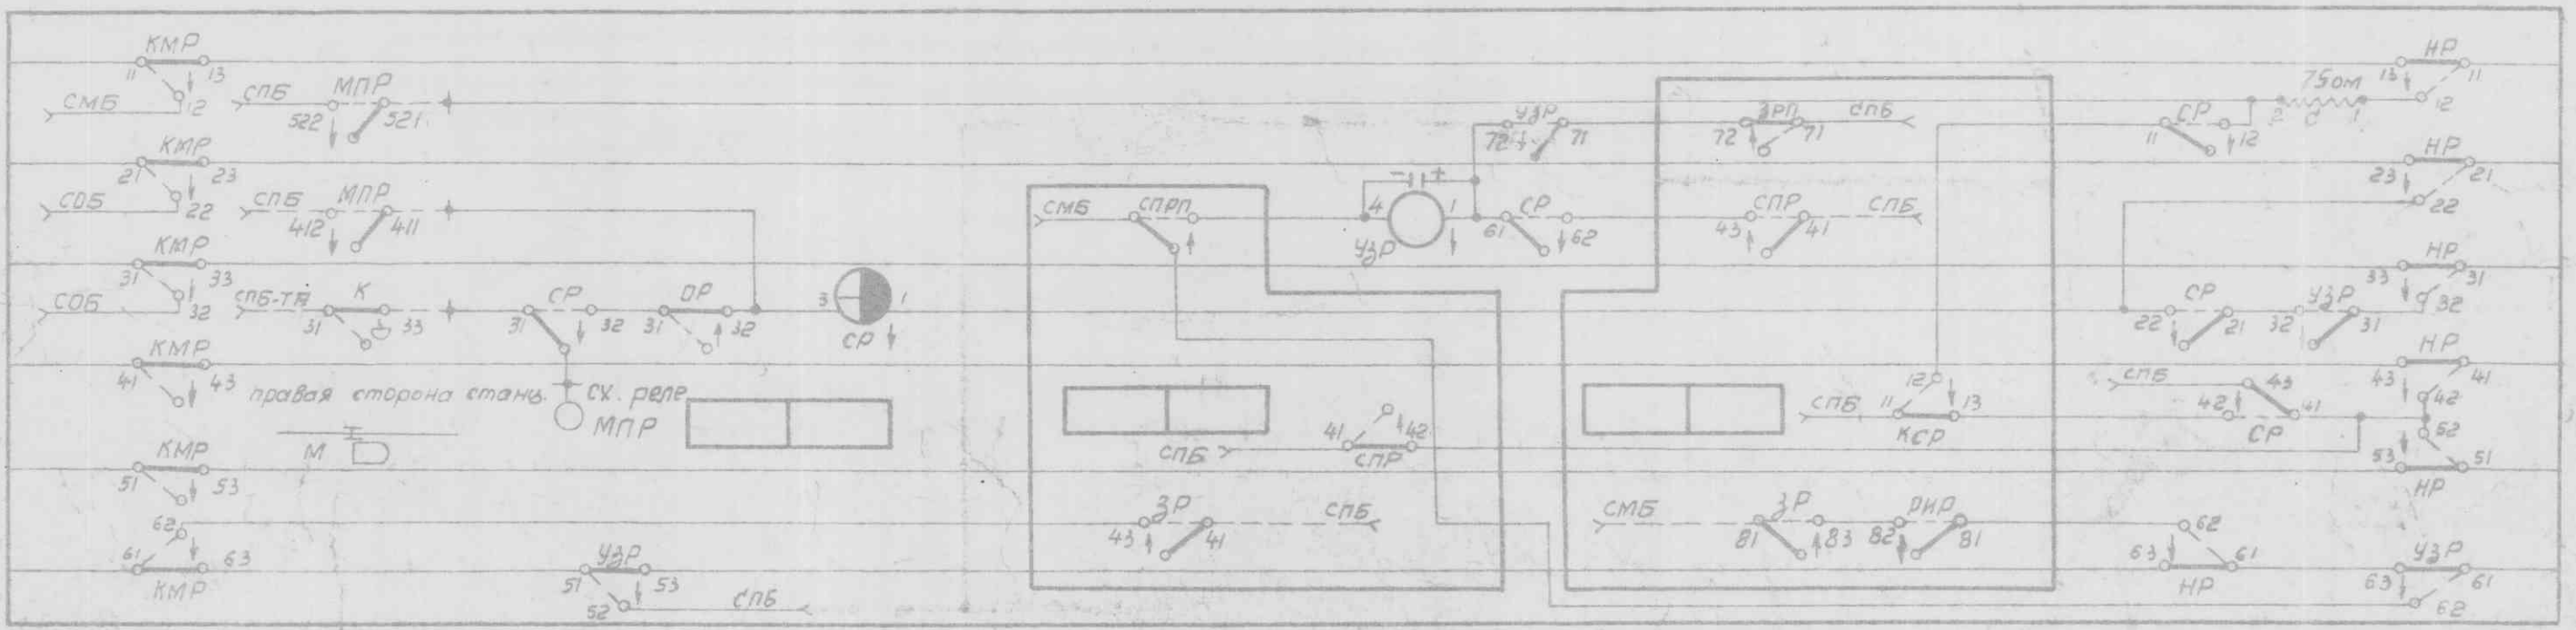 КМР
11 13
12
СМБ
СПБ МПР
522 521
КМР
21 23
22
СОБ
СПБ МПР
412 411
КМР
31 33
32
СОБ
СПБ-ТЯ К
31 33
СР
31 32
ОР
31 32
3 1
СР
КМР
41 43
правая сторона станц. сх. реле
МПР
М
КМР
51 53
62
61 63
КМР
УЗР
51 53
52
СПБ
СМБ СПРП
- +
4 1
УЗР
УЗР
72 71
СР
61 62
ЗРП СПБ
72 71
СПР СПБ
43 41
41 42
СПБ СПР
ЗР СПБ
43 41
12
СПБ 11 13
КСР
СМБ ЗР РИР
81 83 82 81
НР
13 11
12
75ом
2 С 1
СР
11 12
НР
23 21
22
НР
33 31
32
СР УЗР
22 21 32 31
НР
43 41
42
СПБ 43
42 41
СР
52
53 51
НР
62
63 61
НР
УЗР
63 61
62